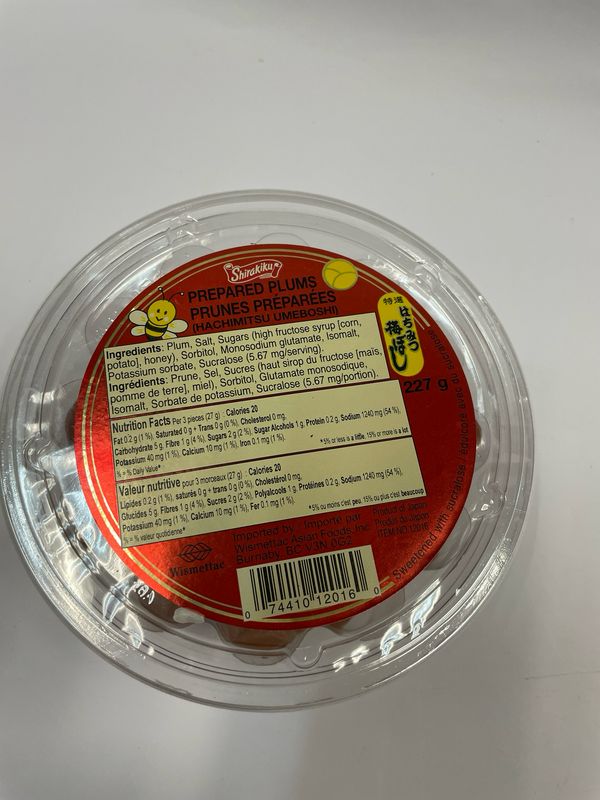 Shirakiku
PREPARED PLUMS
PRUNES PRÉPARÉES
(HACHIMITSU UMEBOSHI)
特選
はちみつ
梅ぼし
227 g
Ingredients: Plum, Salt, Sugars (high fructose syrup [corn,
potato], honey), Sorbitol, Monosodium glutamate, Isomalt,
Potassium sorbate, Sucralose (5.67 mg/serving).
Ingrédients: Prune, Sel, Sucres (haut sirop du fructose [maïs,
pomme de terre], miel), Sorbitol, Glutamate monosodique,
Isomalt, Sorbate de potassium, Sucralose (5.67 mg/portion).
Nutrition Facts Per 3 pieces (27 g) : Calories 20
Fat 0.2 g (1 %), Saturated 0 g + Trans 0 g (0 %), Cholesterol 0 mg,
Carbohydrate 5 g, Fibre 1 g (4 %), Sugars 2 g (2 %), Sugar Alcohols 1 g, Protein 0.2 g, Sodium 1240 mg (54 %),
Potassium 40 mg (1 %), Calcium 10 mg (1 %), Iron 0.1 mg (1 %).
% = % Daily Value* *5% or less is a little, 15% or more is a lot
Valeur nutritive pour 3 morceaux (27 g) : Calories 20
Lipides 0.2 g (1 %), saturés 0 g + trans 0 g (0 %), Cholestérol 0 mg,
Glucides 5 g, Fibres 1 g (4 %), Sucres 2 g (2 %), Polyalcools 1 g, Protéines 0.2 g, Sodium 1240 mg (54 %),
Potassium 40 mg (1 %), Calcium 10 mg (1 %), Fer 0.1 mg (1 %).
% = % valeur quotidienne* *5% ou moins c'est peu, 15% ou plus c'est beaucoup
Wismettac
Imported by / Importé par
Wismettac Asian Foods, Inc.
Burnaby, BC V3N 0G2
Product of Japan
Produit du Japon
ITEM NO.12016
Sweetened with sucralose / édulcoré avec du sucralose
0 74410 12016 0